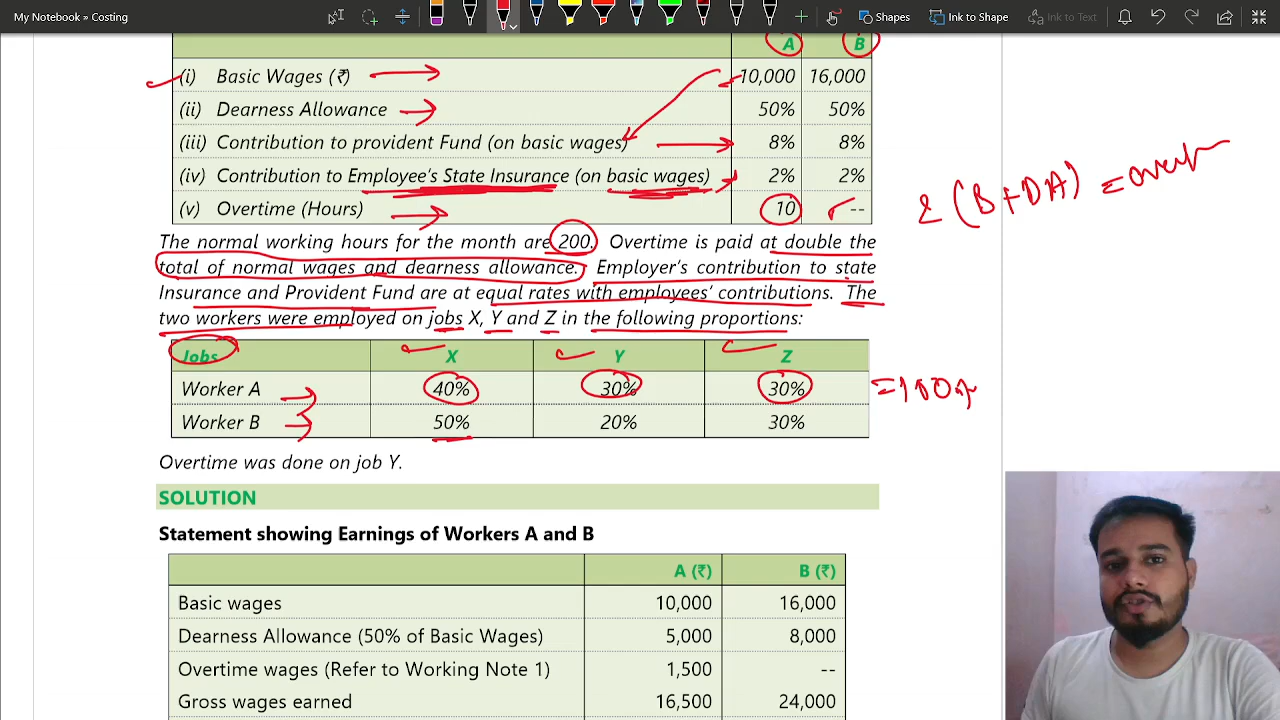 My Notebook » Costing
Shapes Ink to Shape Ink to Text
A B
(i) Basic Wages (₹) 10,000 16,000
(ii) Dearness Allowance 50% 50%
(iii) Contribution to provident Fund (on basic wages) 8% 8%
(iv) Contribution to Employee's State Insurance (on basic wages) 2% 2%
(v) Overtime (Hours) 10 --
2 (B+DA) =
The normal working hours for the month are 200. Overtime is paid at double the
total of normal wages and dearness allowance. Employer's contribution to state
Insurance and Provident Fund are at equal rates with employees' contributions. The
two workers were employed on jobs X, Y and Z in the following proportions:
Jobs X Y Z
Worker A 40% 30% 30% =100%
Worker B 50% 20% 30%
Overtime was done on job Y.
SOLUTION
Statement showing Earnings of Workers A and B
A (₹) B (₹)
Basic wages 10,000 16,000
Dearness Allowance (50% of Basic Wages) 5,000 8,000
Overtime wages (Refer to Working Note 1) 1,500 --
Gross wages earned 16,500 24,000